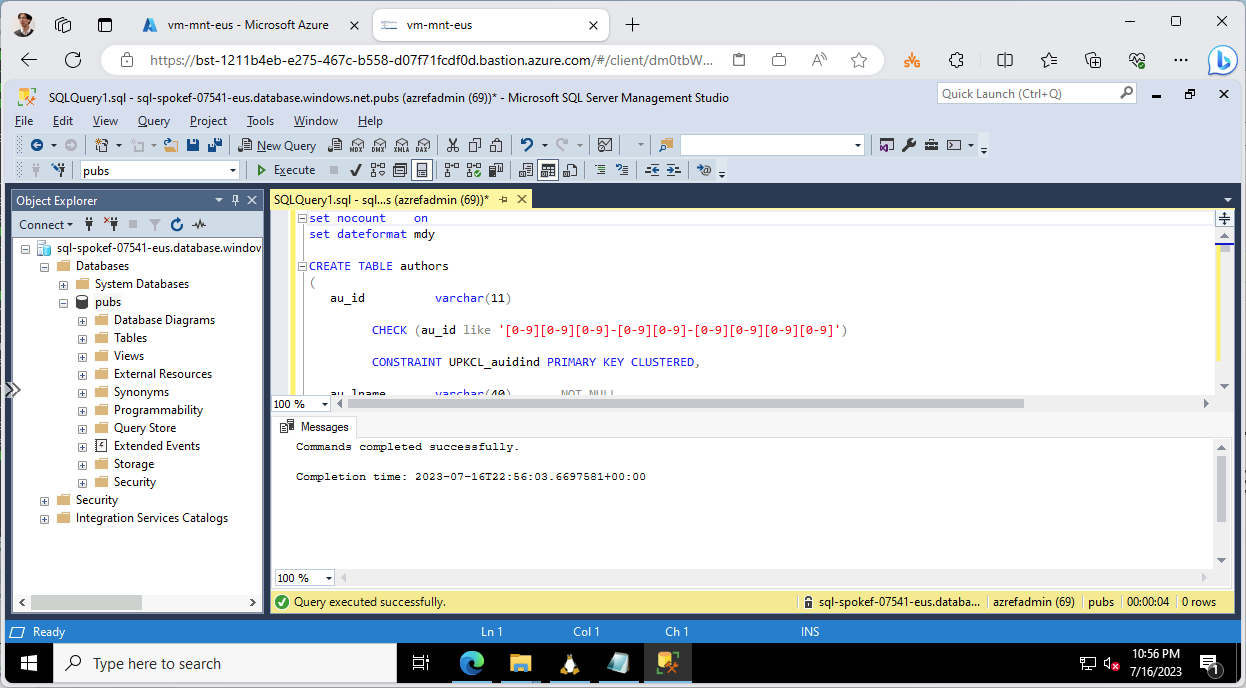 vm-mnt-eus - Microsoft Azure
vm-mnt-eus
https://bst-1211b4eb-e275-467c-b558-d07f71fcdf0d.bastion.azure.com/#/client/dm0tbW...
SQLQuery1.sql - sql-spokef-07541-eus.database.windows.net.pubs (azrefadmin (69))* - Microsoft SQL Server Management Studio
Quick Launch (Ctrl+Q)
File Edit View Query Project Tools Window Help
New Query MDX DMX XMLA DAX
pubs Execute
Object Explorer
SQLQuery1.sql - sql...s (azrefadmin (69))*
Connect
sql-spokef-07541-eus.database.window
Databases
System Databases
pubs
Database Diagrams
Tables
Views
External Resources
Synonyms
Programmability
Query Store
Extended Events
Storage
Security
Security
Integration Services Catalogs
set nocount on
set dateformat mdy
CREATE TABLE authors
(
au_id varchar(11)
CHECK (au_id like '[0-9][0-9][0-9]-[0-9][0-9]-[0-9][0-9][0-9][0-9]')
CONSTRAINT UPKCL_auidind PRIMARY KEY CLUSTERED,
au_lname varchar(40) NOT NULL
100 %
Messages
Commands completed successfully.
Completion time: 2023-07-16T22:56:03.6697581+00:00
100 %
Query executed successfully. sql-spokef-07541-eus.databa... azrefadmin (69) pubs 00:00:04 0 rows
Ready Ln 1 Col 1 Ch 1 INS
Type here to search
10:56 PM
7/16/2023
1